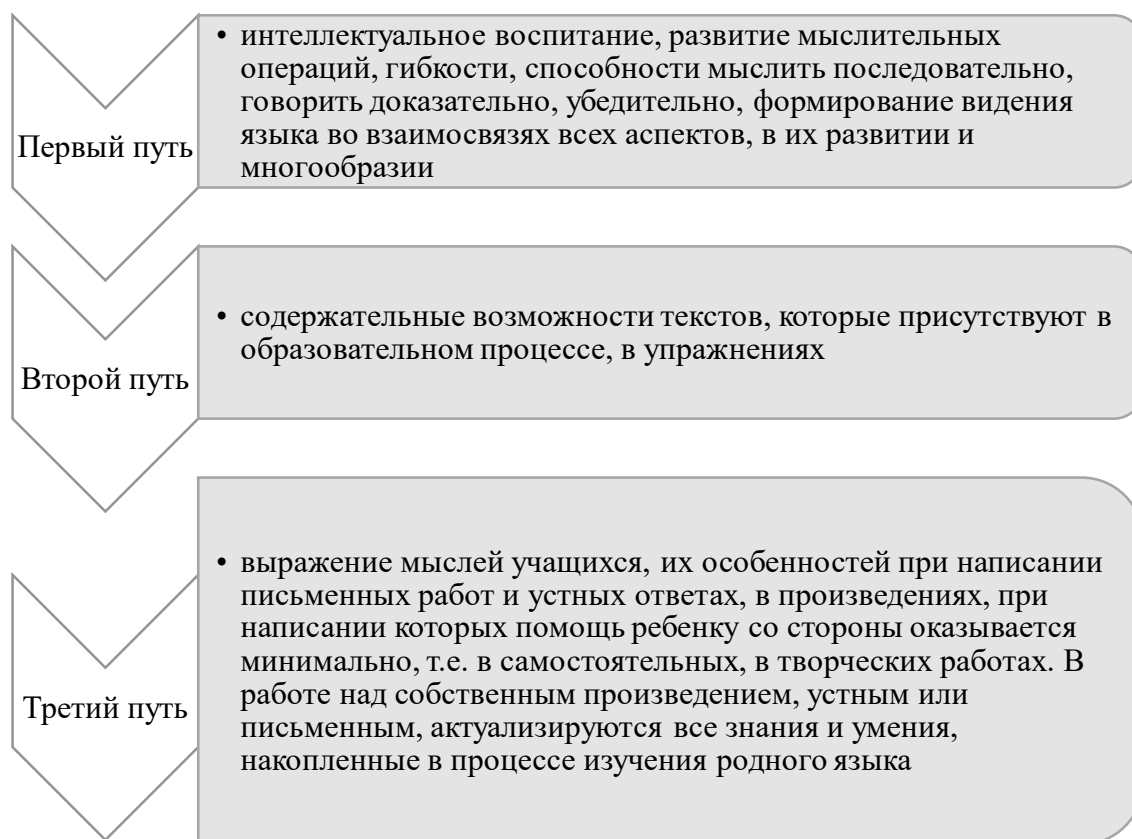 Первый путь
• интеллектуальное воспитание, развитие мыслительных
операций, гибкости, способности мыслить последовательно,
говорить доказательно, убедительно, формирование видения
языка во взаимосвязях всех аспектов, в их развитии и
многообразии
Второй путь
• содержательные возможности текстов, которые присутствуют в
образовательном процессе, в упражнениях
Третий путь
• выражение мыслей учащихся, их особенностей при написании
письменных работ и устных ответах, в произведениях, при
написании которых помощь ребенку со стороны оказывается
минимально, т.е. в самостоятельных, в творческих работах. В
работе над собственным произведением, устным или
письменным, актуализируются все знания и умения,
накопленные в процессе изучения родного языка